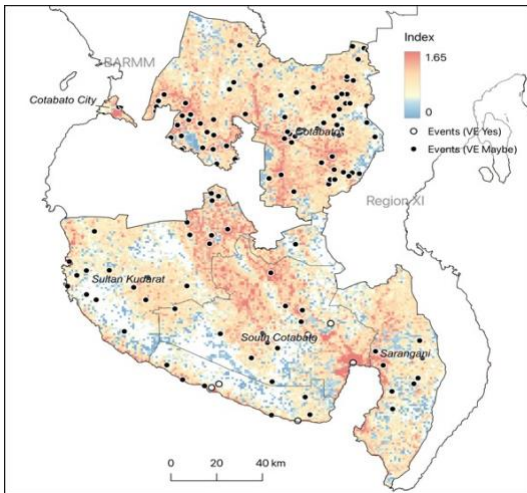 BARMM
Cotabato City
Cotabato
Region XI
Sultan Kudarat
South Cotabato
Sarangani
Index
1.65
0
Events (VE Yes)
Events (VE Maybe)
0 20 40 km